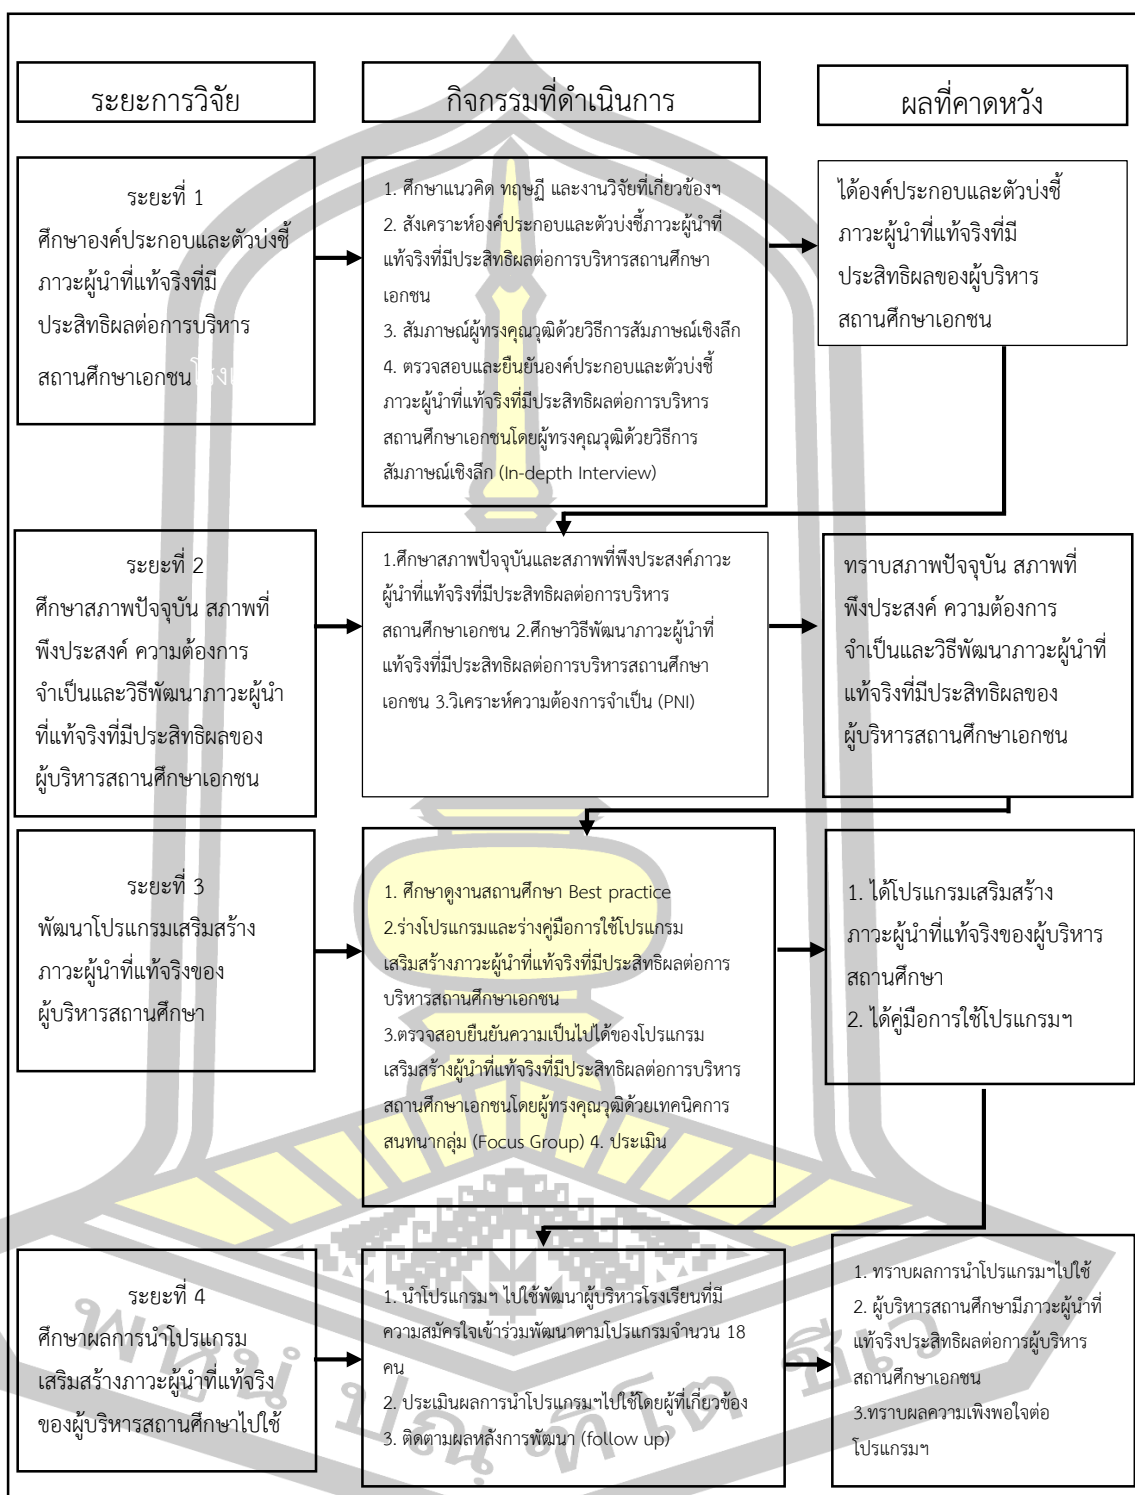 ระยะการวิจัย
กิจกรรมที่ดำเนินการ
ผลที่คาดหวัง
ระยะที่ 1
ศึกษาองค์ประกอบและตัวบ่งชี้
ภาวะผู้นำที่แท้จริงที่มี
ประสิทธิผลต่อการบริหาร
สถานศึกษาเอกชน
1. ศึกษาแนวคิด ทฤษฏี และงานวิจัยที่เกี่ยวข้องฯ
2. สังเคราะห์องค์ประกอบและตัวบ่งชี้ภาวะผู้นำที่
แท้จริงที่มีประสิทธิผลต่อการบริหารสถานศึกษา
เอกชน
3. สัมภาษณ์ผู้ทรงคุณวุฒิด้วยวิธีการสัมภาษณ์เชิงลึก
4. ตรวจสอบและยืนยันองค์ประกอบและตัวบ่งชี้
ภาวะผู้นำที่แท้จริงที่มีประสิทธิผลต่อการบริหาร
สถานศึกษาเอกชนโดยผู้ทรงคุณวุฒิด้วยวิธีการ
สัมภาษณ์เชิงลึก (In-depth Interview)
ได้องค์ประกอบและตัวบ่งชี้
ภาวะผู้นำที่แท้จริงที่มี
ประสิทธิผลของผู้บริหาร
สถานศึกษาเอกชน
ระยะที่ 2
ศึกษาสภาพปัจจุบัน สภาพที่
พึงประสงค์ ความต้องการ
จำเป็นและวิธีพัฒนาภาวะผู้นำ
ที่แท้จริงที่มีประสิทธิผลของ
ผู้บริหารสถานศึกษาเอกชน
1.ศึกษาสภาพปัจจุบันและสภาพที่พึงประสงค์ภาวะ
ผู้นำที่แท้จริงที่มีประสิทธิผลต่อการบริหาร
สถานศึกษาเอกชน 2.ศึกษาวิธีพัฒนาภาวะผู้นำที่
แท้จริงที่มีประสิทธิผลต่อการบริหารสถานศึกษา
เอกชน 3.วิเคราะห์ความต้องการจำเป็น (PNI)
ทราบสภาพปัจจุบัน สภาพที่
พึงประสงค์ ความต้องการ
จำเป็นและวิธีพัฒนาภาวะผู้นำที่
แท้จริงที่มีประสิทธิผลของ
ผู้บริหารสถานศึกษาเอกชน
ระยะที่ 3
พัฒนาโปรแกรมเสริมสร้าง
ภาวะผู้นำที่แท้จริงของ
ผู้บริหารสถานศึกษา
1. ศึกษาดูงานสถานศึกษา Best practice
2.ร่างโปรแกรมและร่างคู่มือการใช้โปรแกรม
เสริมสร้างภาวะผู้นำที่แท้จริงที่มีประสิทธิผลต่อการ
บริหารสถานศึกษาเอกชน
3.ตรวจสอบยืนยันความเป็นไปได้ของโปรแกรม
เสริมสร้างผู้นำที่แท้จริงที่มีประสิทธิผลต่อการบริหาร
สถานศึกษาเอกชนโดยผู้ทรงคุณวุฒิด้วยเทคนิคการ
สนทนากลุ่ม (Focus Group) 4. ประเมิน
1. ได้โปรแกรมเสริมสร้าง
ภาวะผู้นำที่แท้จริงของผู้บริหาร
สถานศึกษา
2. ได้คู่มือการใช้โปรแกรมฯ
ระยะที่ 4
ศึกษาผลการนำโปรแกรม
เสริมสร้างภาวะผู้นำที่แท้จริง
ของผู้บริหารสถานศึกษาไปใช้
1. นำโปรแกรมฯ ไปใช้พัฒนาผู้บริหารโรงเรียนที่มี
ความสมัครใจเข้าร่วมพัฒนาตามโปรแกรมจำนวน 18
คน
2. ประเมินผลการนำโปรแกรมฯไปใช้โดยผู้ที่เกี่ยวข้อง
3. ติดตามผลหลังการพัฒนา (follow up)
1. ทราบผลการนำโปรแกรมฯไปใช้
2. ผู้บริหารสถานศึกษามีภาวะผู้นำที่
แท้จริงประสิทธิผลต่อการผู้บริหาร
สถานศึกษาเอกชน
3.ทราบผลความเพิงพอใจต่อ
โปรแกรมฯ
พหูนํ ปณฺฑิโต ชีเว